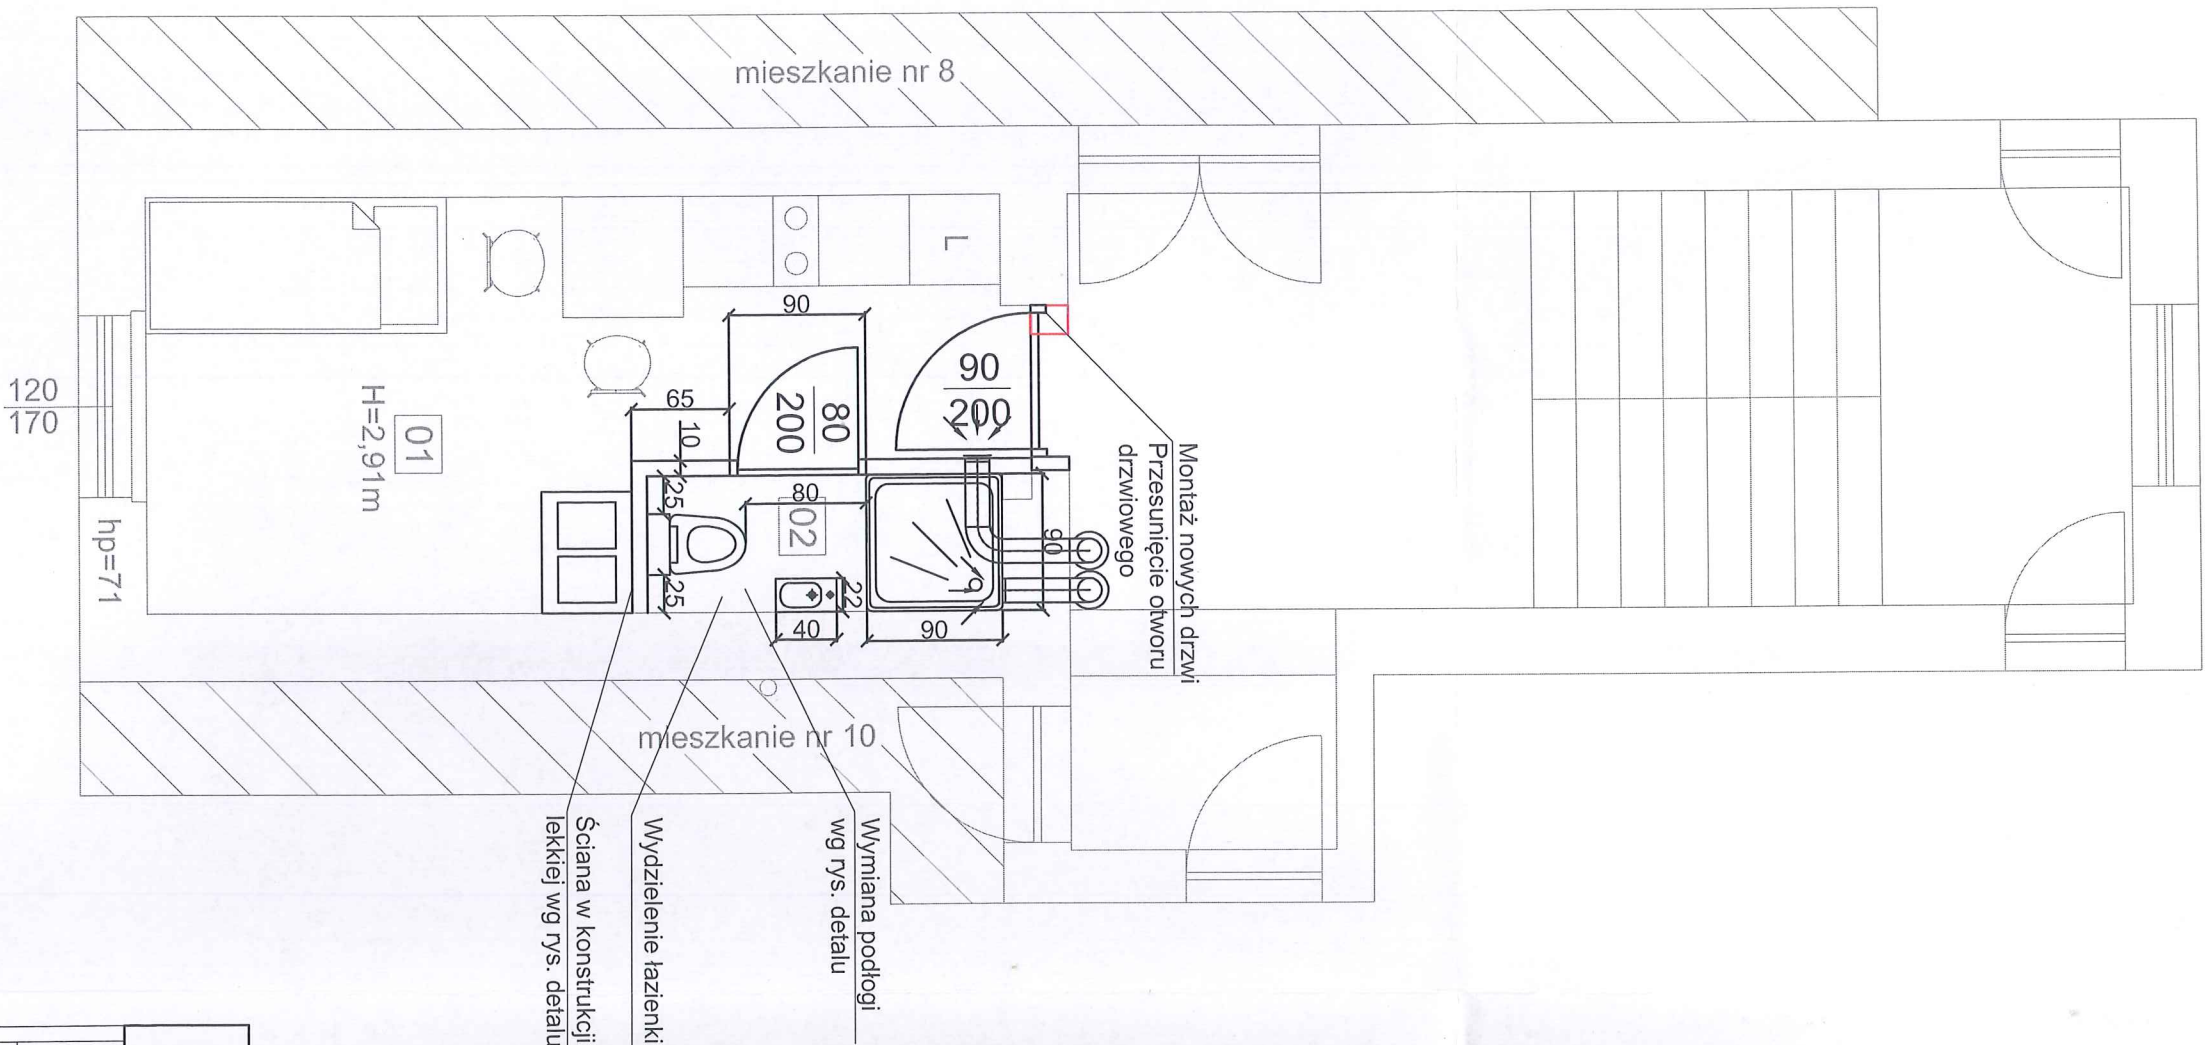 mieszkanie nr 8
L
90
90
200
80
200
65
10
120
170
01
H=2,91m
hp=71
25
25
80
02
22
40
90
90
Montaż nowych drzwi
Przesunięcie otworu
drzwiowego
mieszkanie nr 10
Wymiana podłogi
wg rys. detalu
Wydzielenie łazienki
Ściana w konstrukcji
lekkiej wg rys. detalu